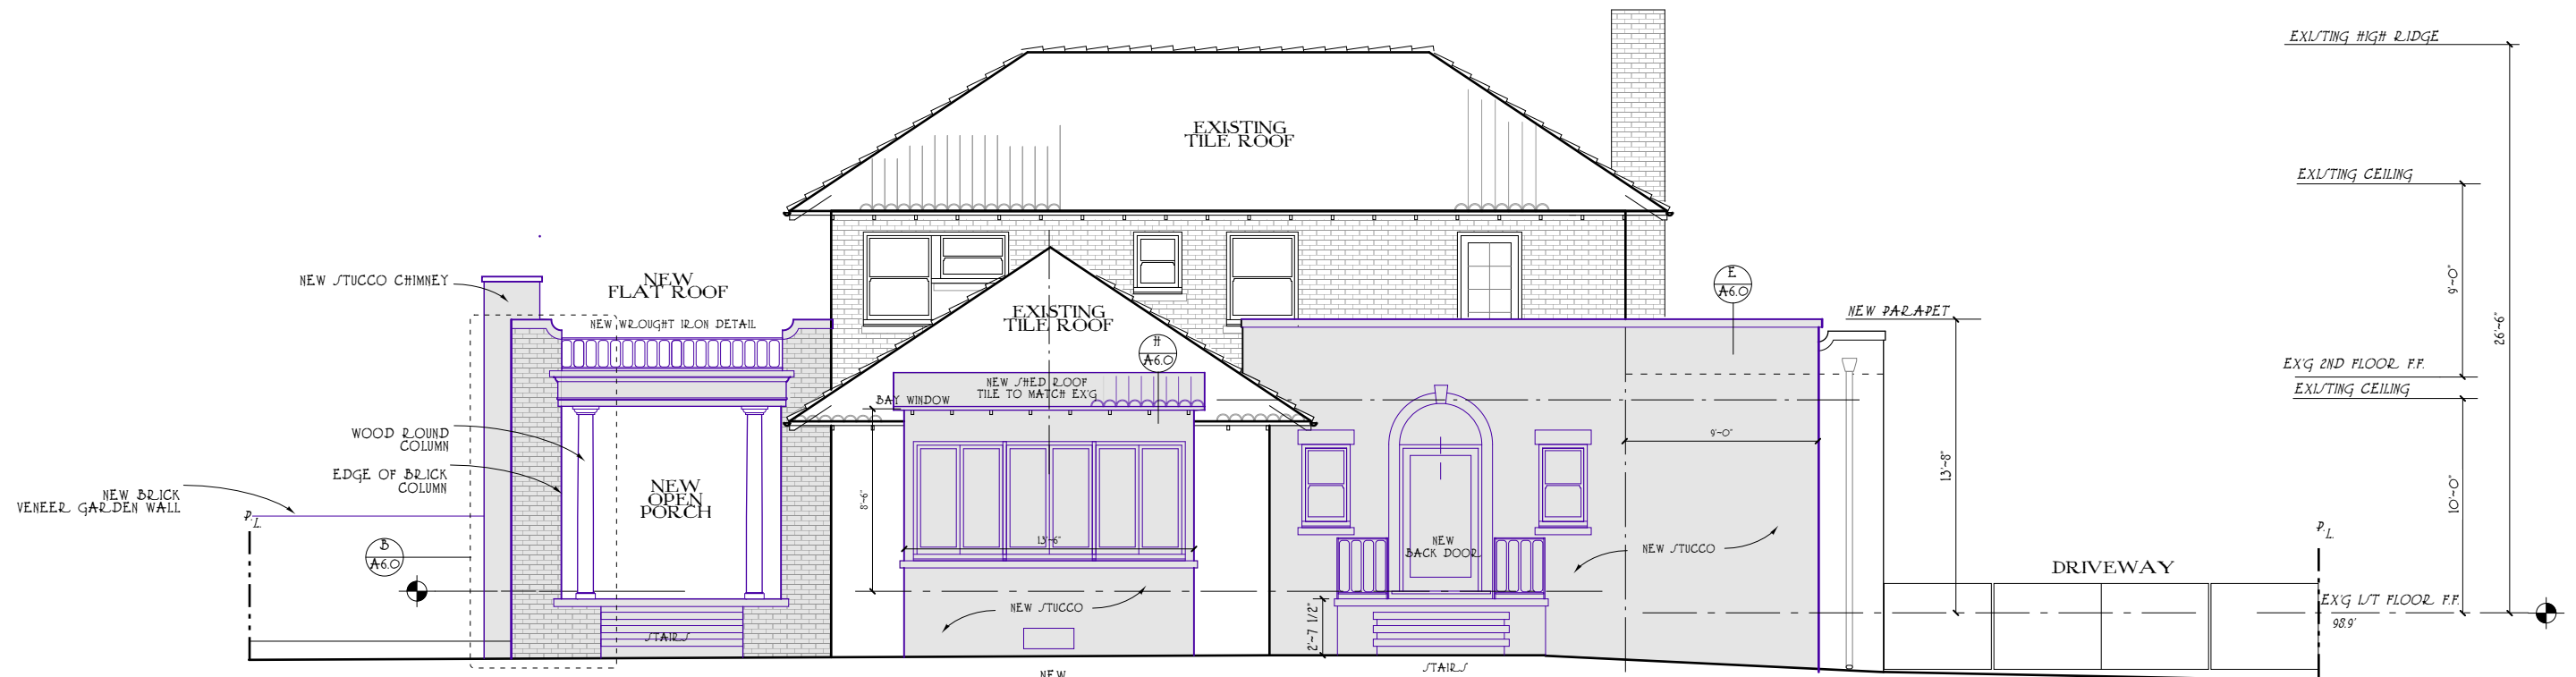 EXISTING HIGH RIDGE
EXISTING
TILE ROOF
EXISTING CEILING
NEW STUCCO CHIMNEY
NEW
FLAT ROOF
9'-0"
26'-6"
E
A6.0
NEW PARAPET
EXISTING
TILE ROOF
NEW WROUGHT IRON DETAIL
H
A6.0
EX'G 2ND FLOOR F.F.
EXISTING CEILING
NEW SHED ROOF
TILE TO MATCH EX'G
BAY WINDOW
WOOD ROUND
COLUMN
9'-0"
EDGE OF BRICK
COLUMN
13'-8"
NEW
OPEN
PORCH
8'-6"
10'-0"
NEW BRICK
VENEER GARDEN WALL
P.L.
P.L.
B
A6.0
13'-6"
NEW
BACK DOOR
NEW STUCCO
DRIVEWAY
NEW STUCCO
EX'G 1ST FLOOR F.F.
98.9'
2'-7 1/2"
STAIRS
STAIRS
NEW